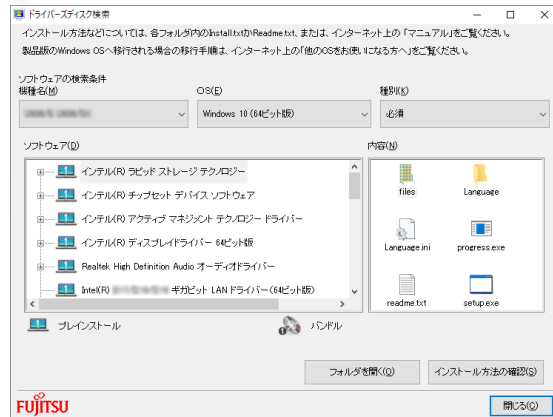 ドライバーズディスク検索
インストール方法などについては、各フォルダ内のInstall.txtかReadme.txt、または、インターネット上の「マニュアル」をご覧ください。
製品版のWindows OSへ移行される場合の移行手順は、インターネット上の「他のOSをお使いになる方へ」をご覧ください。
ソフトウェアの検索条件
機種名(M) OS(E) 種別(K)
Windows 10 (64ビット版) 必須
ソフトウェア(D) 内容(N)
インテル(R) ラピッド ストレージ テクノロジー
インテル(R) チップセット デバイス ソフトウェア
インテル(R) アクティブ マネジメント テクノロジー ドライバー
インテル(R) ディスプレイドライバー 64ビット版
Realtek High Definition Audio オーディオドライバー
Intel(R) ギガビット LAN ドライバー(64ビット版)
files Language
Language.ini progress.exe
readme.txt setup.exe
プレインストール バンドル
フォルダを開く(O) インストール方法の確認(S)
FUJITSU 閉じる(C)